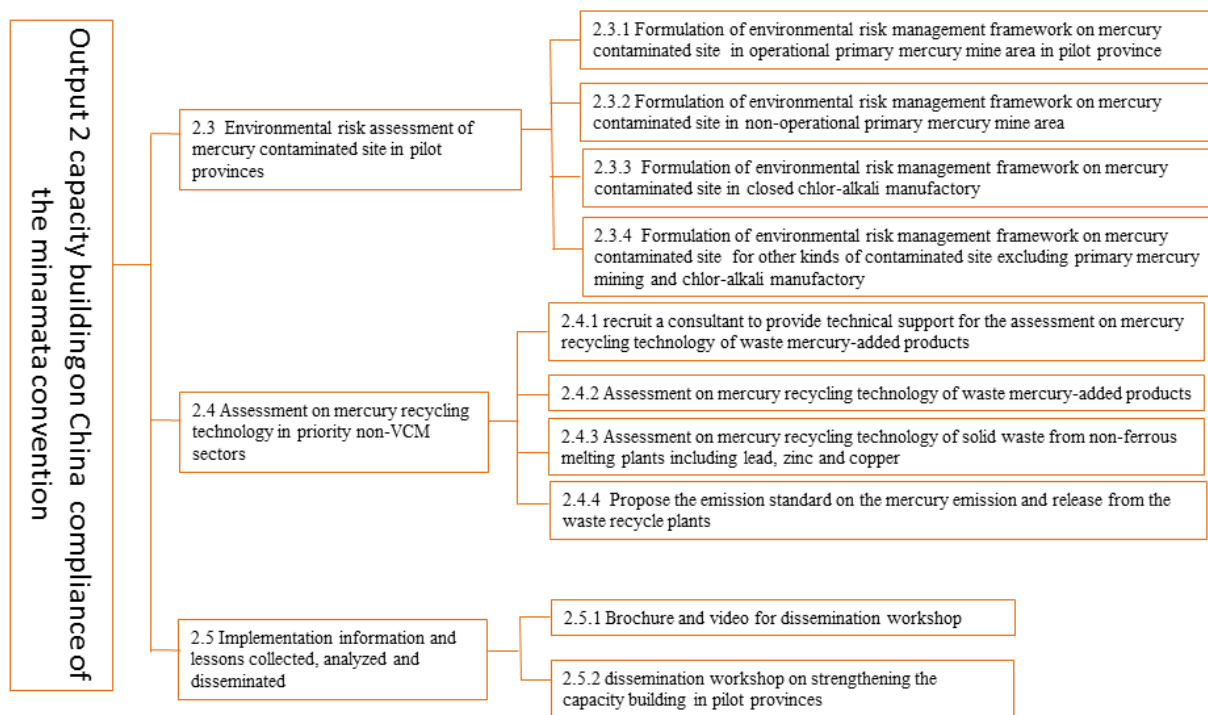 Output 2 capacity building on China compliance of
the minamata convention
2.3 Environmental risk assessment of
mercury contaminated site in pilot
provinces
2.3.1 Formulation of environmental risk management framework on mercury
contaminated site in operational primary mercury mine area in pilot province
2.3.2 Formulation of environmental risk management framework on mercury
contaminated site in non-operational primary mercury mine area
2.3.3 Formulation of environmental risk management framework on mercury
contaminated site in closed chlor-alkali manufactory
2.3.4 Formulation of environmental risk management framework on mercury
contaminated site for other kinds of contaminated site excluding primary mercury
mining and chlor-alkali manufactory
2.4 Assessment on mercury recycling
technology in priority non-VCM
sectors
2.4.1 recruit a consultant to provide technical support for the assessment on mercury
recycling technology of waste mercury-added products
2.4.2 Assessment on mercury recycling technology of waste mercury-added products
2.4.3 Assessment on mercury recycling technology of solid waste from non-ferrous
melting plants including lead, zinc and copper
2.4.4 Propose the emission standard on the mercury emission and release from the
waste recycle plants
2.5 Implementation information and
lessons collected, analyzed and
disseminated
2.5.1 Brochure and video for dissemination workshop
2.5.2 dissemination workshop on strengthening the
capacity building in pilot provinces